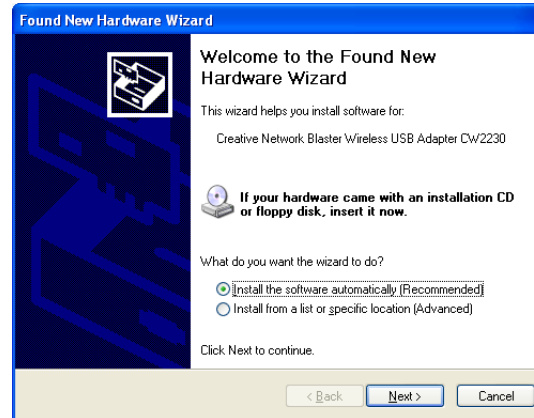 Found New Hardware Wizard
Welcome to the Found New
Hardware Wizard
This wizard helps you install software for:
Creative Network Blaster Wireless USB Adapter CW2230
If your hardware came with an installation CD
or floppy disk, insert it now.
What do you want the wizard to do?
Install the software automatically (Recommended)
Install from a list or specific location (Advanced)
Click Next to continue.
< Back Next > Cancel